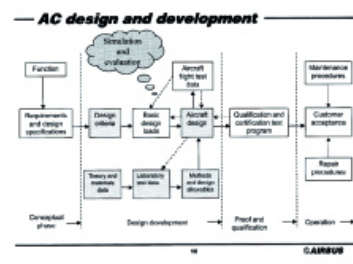 AC design and development
Simulation
and
evaluation
Function
Aircraft
flight test
data
Maintenance
procedures
Requirements
and design
specifications
Design
criteria
Basic
design
loads
Aircraft
design
Qualification and
certification test
program
Customer
acceptance
Theory and
materials
data
Laboratory
test data
Methods
and design
allowables
Repair
procedures
Conceptual
phase
Design development
Proof and
qualification
Operation
AIRBUS